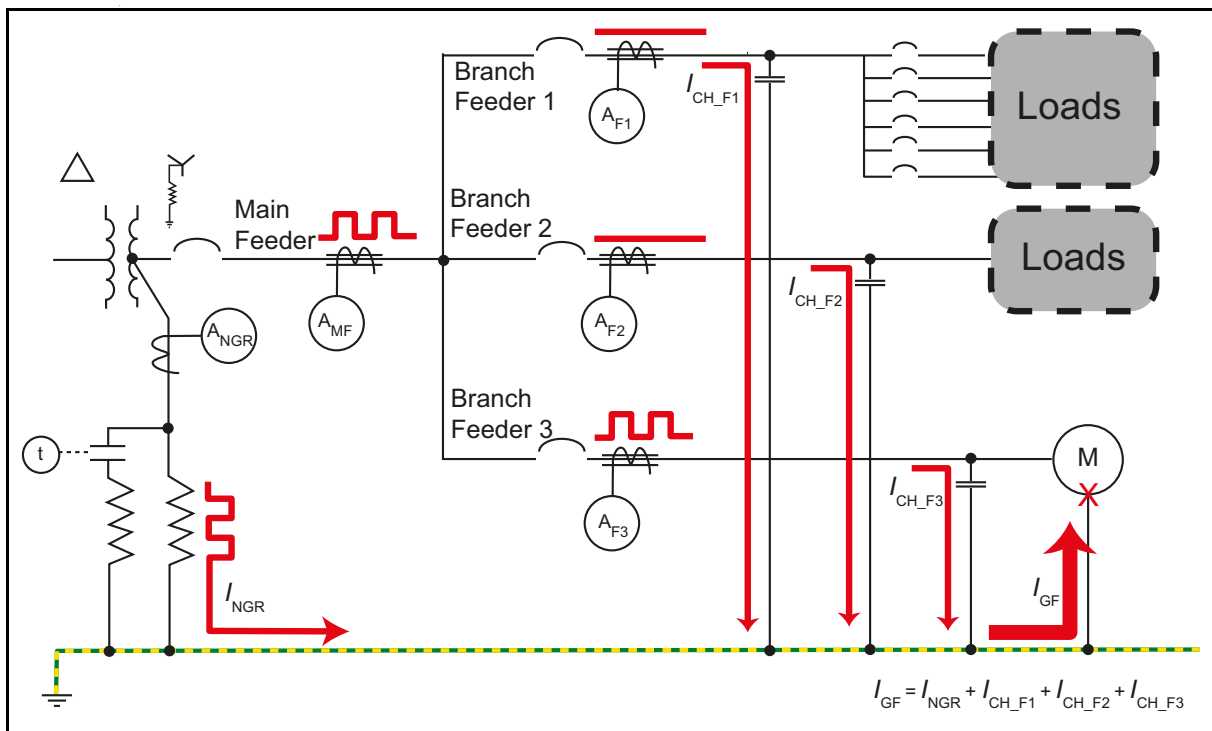 Branch
Feeder 1
A_F1
I_CH_F1
Loads
Main
Feeder
A_MF
Branch
Feeder 2
A_F2
I_CH_F2
Loads
A_NGR
Branch
Feeder 3
A_F3
I_CH_F3
M
X
t
I_NGR
I_GF
I_GF = I_NGR + I_CH_F1 + I_CH_F2 + I_CH_F3